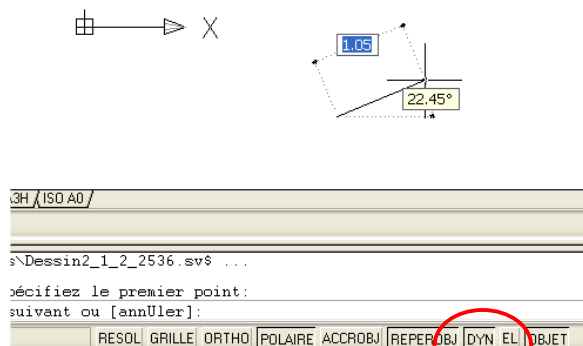 X
1.05
22.45°
A3H ISO A0
s\Dessin2_1_2_2536.sv$ ...
pécifiez le premier point:
suivant ou [annUler]:
RESOL GRILLE ORTHO POLAIRE ACCROBJ REPEROBJ DYN EL OBJET